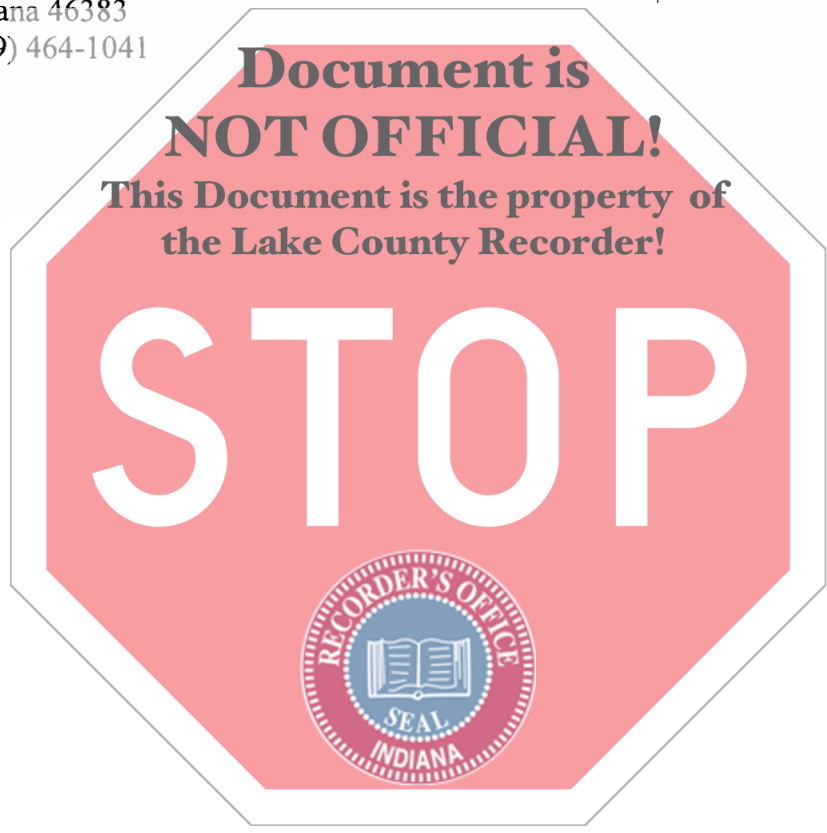 ana 46383
9) 464-1041
Document is
NOT OFFICIAL!
This Document is the property of
the Lake County Recorder!
STOP
RECORDER'S OFFICE
SEAL
INDIANA